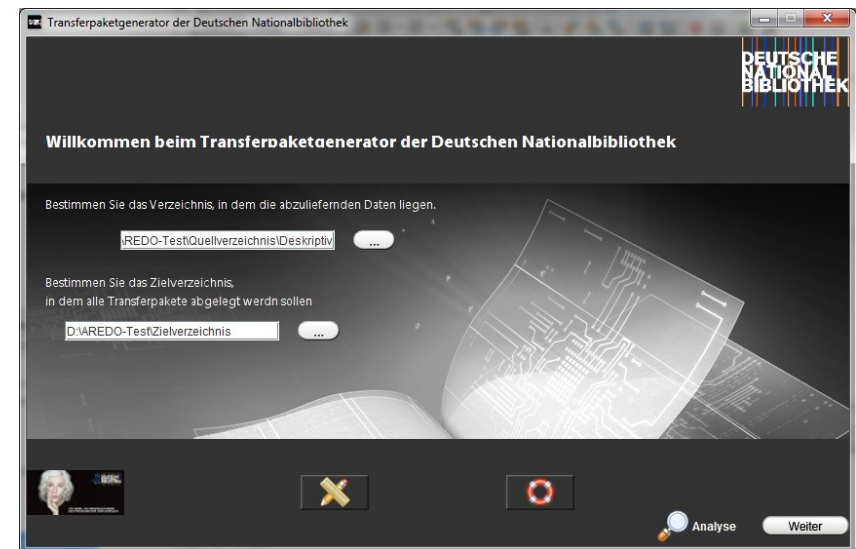 Transferpaketgenerator der Deutschen Nationalbibliothek
DEUTSCHE
NATIONAL
BIBLIOTHEK
Willkommen beim Transferpaketgenerator der Deutschen Nationalbibliothek
Bestimmen Sie das Verzeichnis, in dem die abzuliefernden Daten liegen.
\REDO-Test\Quellverzeichnis\Deskriptiv
...
Bestimmen Sie das Zielverzeichnis,
in dem alle Transferpakete abgelegt werdn sollen
D:\AREDO-Test\Zielverzeichnis
...
Analyse
Weiter